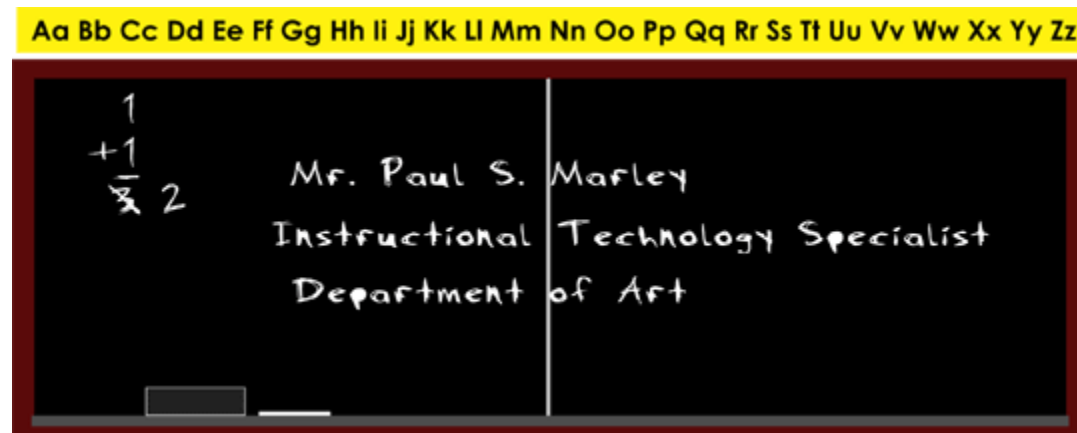 Aa Bb Cc Dd Ee Ff Gg Hh Ii Jj Kk Ll Mm Nn Oo Pp Qq Rr Ss Tt Uu Vv Ww Xx Yy Zz
1
+1
2
Mr. Paul S. Marley
Instructional Technology Specialist
Department of Art